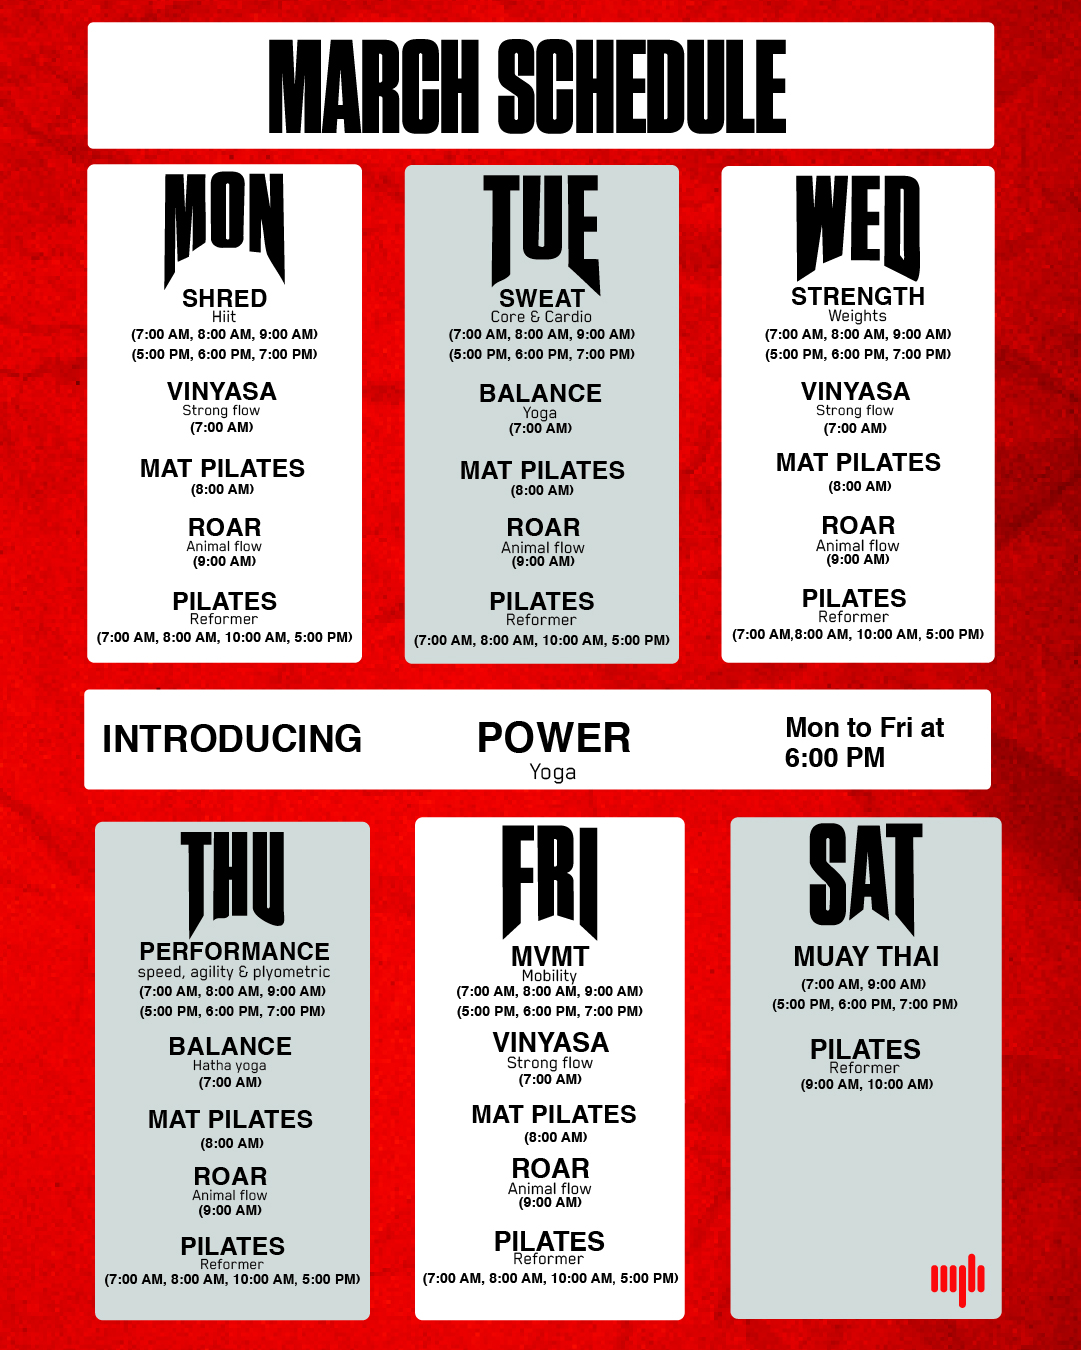 MARCH SCHEDULE
MON
SHRED
Hiit
(7:00 AM, 8:00 AM, 9:00 AM)
(5:00 PM, 6:00 PM, 7:00 PM)
VINYASA
Strong flow
(7:00 AM)
MAT PILATES
(8:00 AM)
ROAR
Animal flow
(9:00 AM)
PILATES
Reformer
(7:00 AM, 8:00 AM, 10:00 AM, 5:00 PM)
TUE
SWEAT
Core & Cardio
(7:00 AM, 8:00 AM, 9:00 AM)
(5:00 PM, 6:00 PM, 7:00 PM)
BALANCE
Yoga
(7:00 AM)
MAT PILATES
(8:00 AM)
ROAR
Animal flow
(9:00 AM)
PILATES
Reformer
(7:00 AM, 8:00 AM, 10:00 AM, 5:00 PM)
WED
STRENGTH
Weights
(7:00 AM, 8:00 AM, 9:00 AM)
(5:00 PM, 6:00 PM, 7:00 PM)
VINYASA
Strong flow
(7:00 AM)
MAT PILATES
(8:00 AM)
ROAR
Animal flow
(9:00 AM)
PILATES
Reformer
(7:00 AM,8:00 AM, 10:00 AM, 5:00 PM)
INTRODUCING
POWER
Yoga
Mon to Fri at
6:00 PM
THU
PERFORMANCE
speed, agility & plyometric
(7:00 AM, 8:00 AM, 9:00 AM)
(5:00 PM, 6:00 PM, 7:00 PM)
BALANCE
Hatha yoga
(7:00 AM)
MAT PILATES
(8:00 AM)
ROAR
Animal flow
(9:00 AM)
PILATES
Reformer
(7:00 AM, 8:00 AM, 10:00 AM, 5:00 PM)
FRI
MVMT
Mobility
(7:00 AM, 8:00 AM, 9:00 AM)
(5:00 PM, 6:00 PM, 7:00 PM)
VINYASA
Strong flow
(7:00 AM)
MAT PILATES
(8:00 AM)
ROAR
Animal flow
(9:00 AM)
PILATES
Reformer
(7:00 AM, 8:00 AM, 10:00 AM, 5:00 PM)
SAT
MUAY THAI
(7:00 AM, 9:00 AM)
(5:00 PM, 6:00 PM, 7:00 PM)
PILATES
Reformer
(9:00 AM, 10:00 AM)